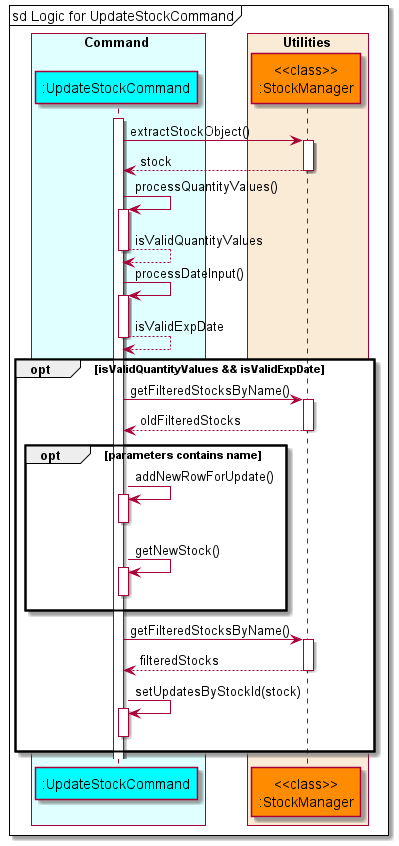 sd Logic for UpdateStockCommand
Command
Utilities
:UpdateStockCommand
<<class>>
:StockManager
extractStockObject()
stock
processQuantityValues()
isValidQuantityValues
processDateInput()
isValidExpDate
opt [isValidQuantityValues && isValidExpDate]
getFilteredStocksByName()
oldFilteredStocks
opt [parameters contains name]
addNewRowForUpdate()
getNewStock()
getFilteredStocksByName()
filteredStocks
setUpdatesByStockId(stock)
:UpdateStockCommand
<<class>>
:StockManager